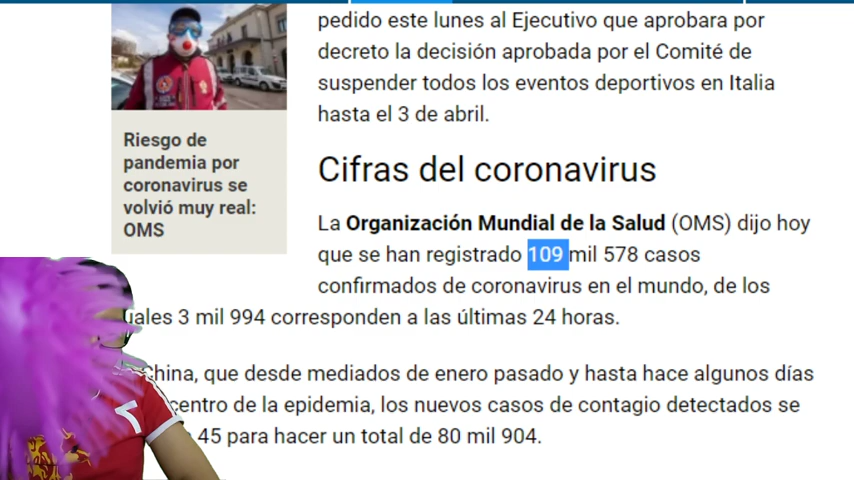 pedido este lunes al Ejecutivo que aprobara por
decreto la decisión aprobada por el Comité de
suspender todos los eventos deportivos en Italia
hasta el 3 de abril.
Riesgo de
pandemia por
coronavirus se
volvió muy real:
OMS
Cifras del coronavirus
La Organización Mundial de la Salud (OMS) dijo hoy
que se han registrado 109 mil 578 casos
confirmados de coronavirus en el mundo, de los
3 mil 994 corresponden a las últimas 24 horas.
China, que desde mediados de enero pasado y hasta hace algunos días
centro de la epidemia, los nuevos casos de contagio detectados se
45 para hacer un total de 80 mil 904.